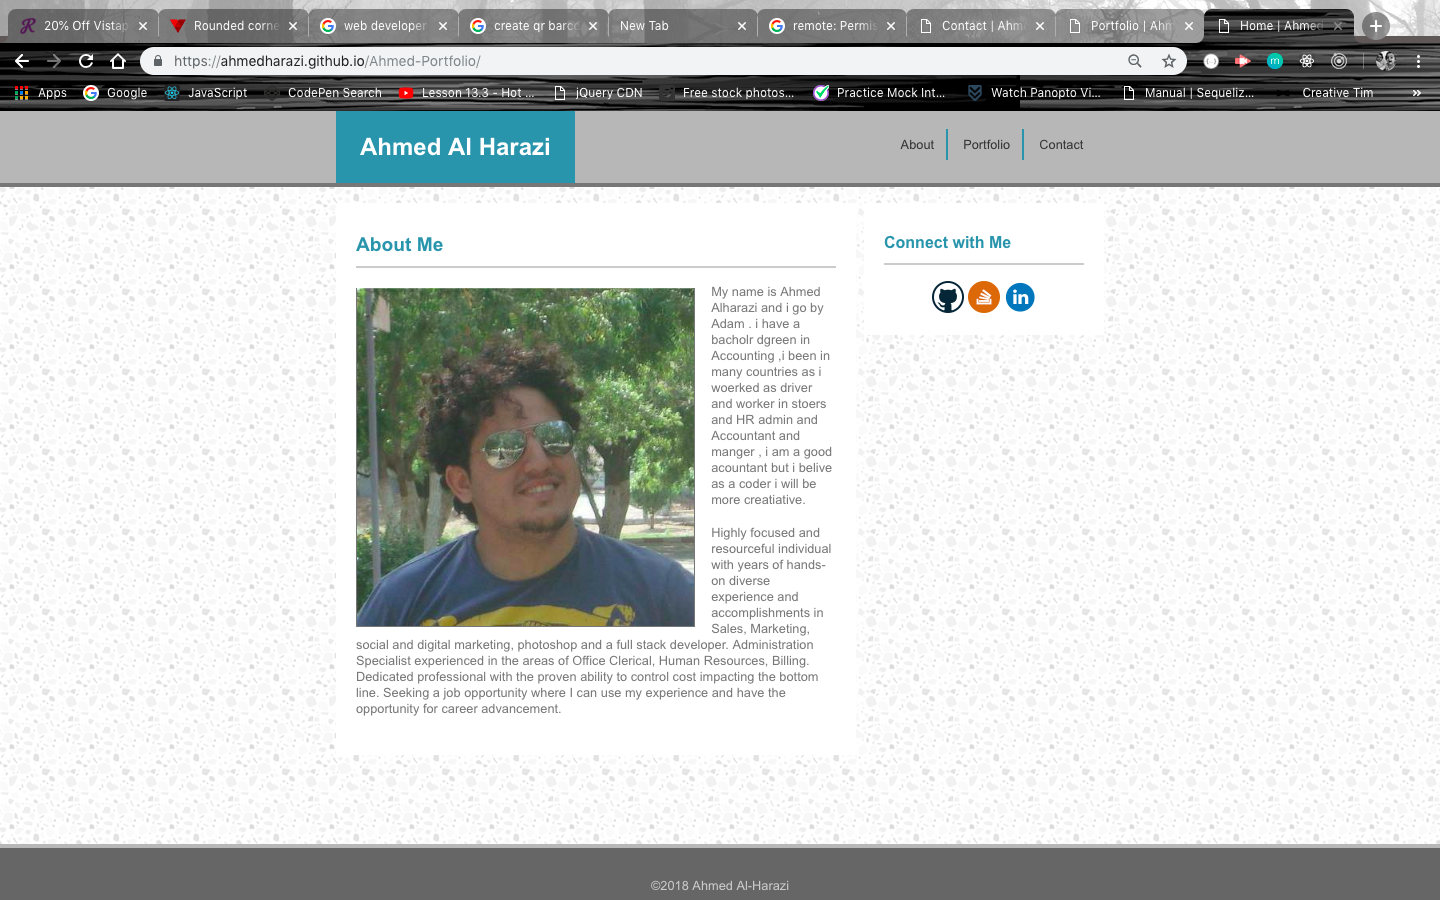 20% Off Vistap
Rounded corne
web developer
create qr barco
New Tab
remote: Permis
Contact | Ahm
Portfolio | Ahm
Home | Ahmed
https://ahmedharazi.github.io/Ahmed-Portfolio/
Apps
Google
JavaScript
CodePen Search
Lesson 13.3 - Hot ...
jQuery CDN
Free stock photos...
Practice Mock Int...
Watch Panopto Vi...
Manual | Sequeliz...
Creative Tim
»
Ahmed Al Harazi
About
Portfolio
Contact
About Me
My name is Ahmed
Alharazi and i go by
Adam . i have a
bacholr dgreen in
Accounting ,i been in
many countries as i
woerked as driver
and worker in stoers
and HR admin and
Accountant and
manger , i am a good
acountant but i belive
as a coder i will be
more creatiative.
Highly focused and
resourceful individual
with years of hands-
on diverse
experience and
accomplishments in
Sales, Marketing,
social and digital marketing, photoshop and a full stack developer. Administration
Specialist experienced in the areas of Office Clerical, Human Resources, Billing.
Dedicated professional with the proven ability to control cost impacting the bottom
line. Seeking a job opportunity where I can use my experience and have the
opportunity for career advancement.
Connect with Me
in
©2018 Ahmed Al-Harazi